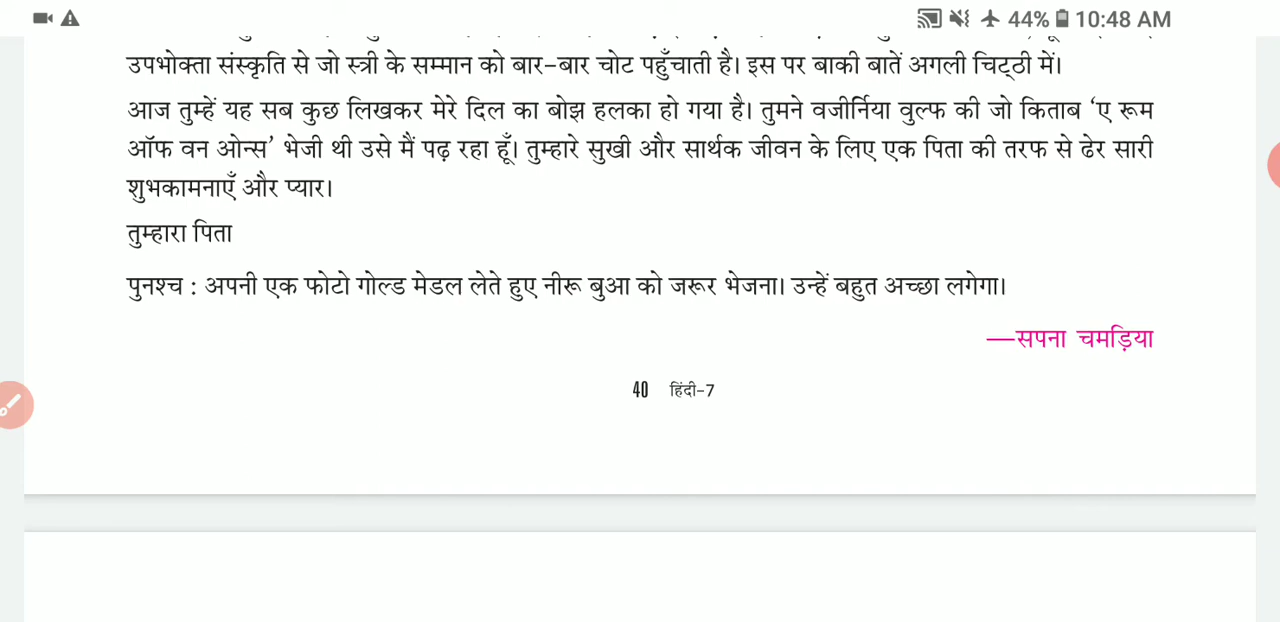 44% 10:48 AM
उपभोक्ता संस्कृति से जो स्त्री के सम्मान को बार-बार चोट पहुँचाती है। इस पर बाकी बातें अगली चिट्ठी में।
आज तुम्हें यह सब कुछ लिखकर मेरे दिल का बोझ हलका हो गया है। तुमने वजीर्निया वुल्फ की जो किताब ‘ए रूम
ऑफ वन ओन्स’ भेजी थी उसे मैं पढ़ रहा हूँ। तुम्हारे सुखी और सार्थक जीवन के लिए एक पिता की तरफ से ढेर सारी
शुभकामनाएँ और प्यार।
तुम्हारा पिता
पुनश्च : अपनी एक फोटो गोल्ड मेडल लेते हुए नीरू बुआ को जरूर भेजना। उन्हें बहुत अच्छा लगेगा।
—सपना चमड़िया
40 हिंदी-7